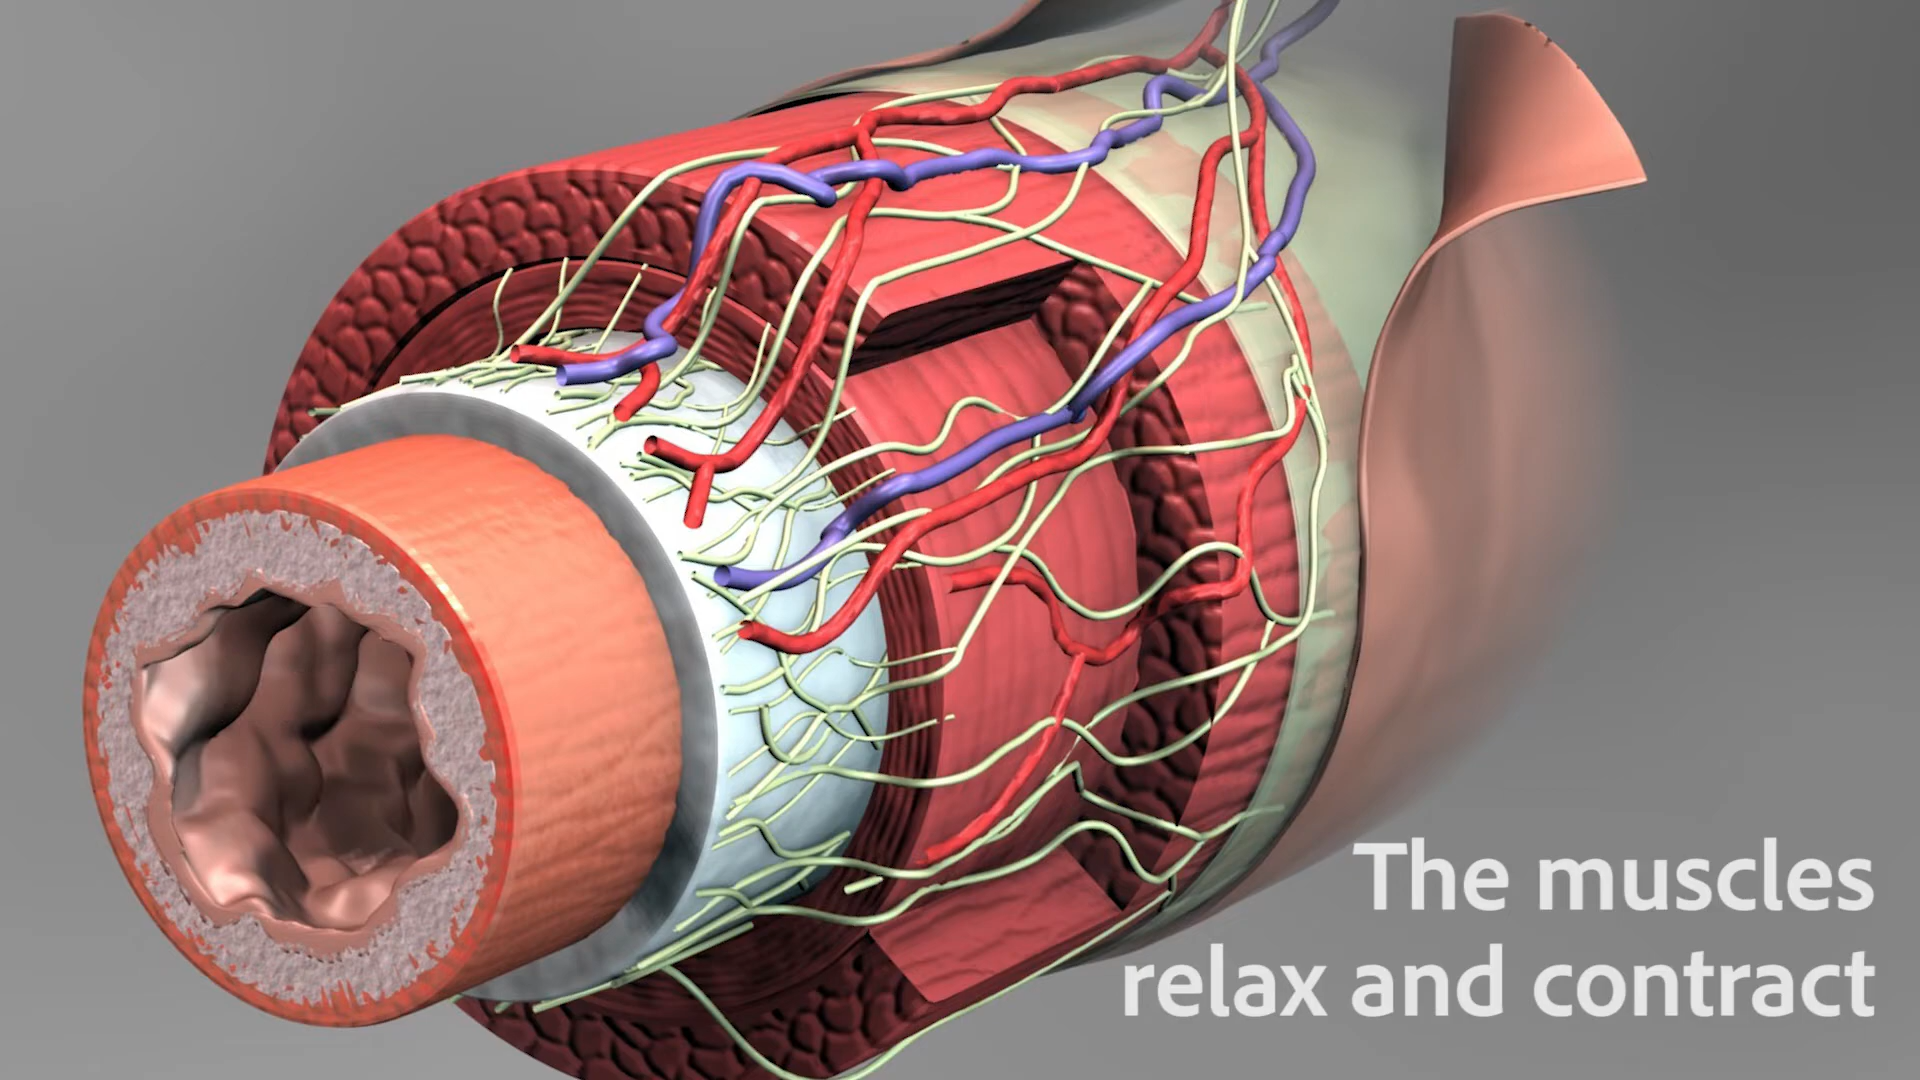 The muscles
relax and contract